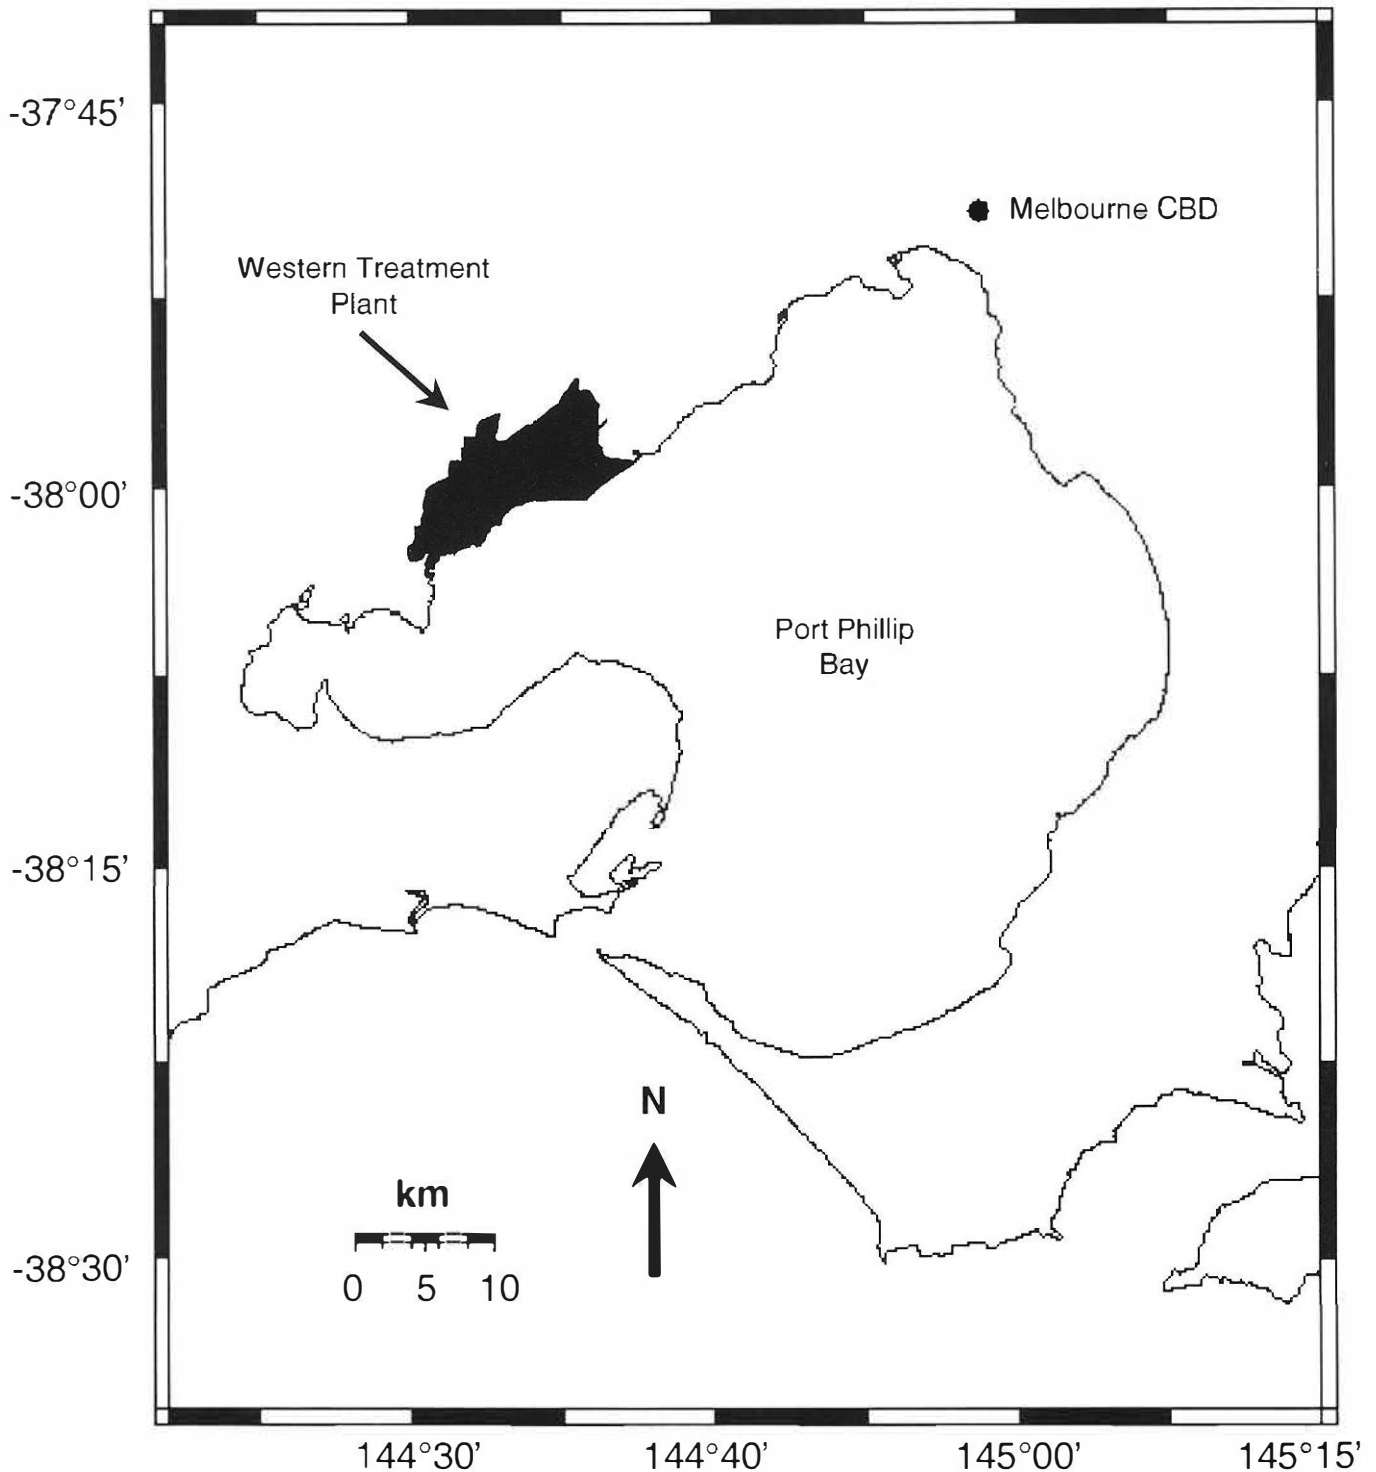 -37°45'
Melbourne CBD
Western Treatment
Plant
-38°00'
Port Phillip
Bay
-38°15'
N
km
-38°30'
0 5 10
144°30' 144°40' 145°00' 145°15'